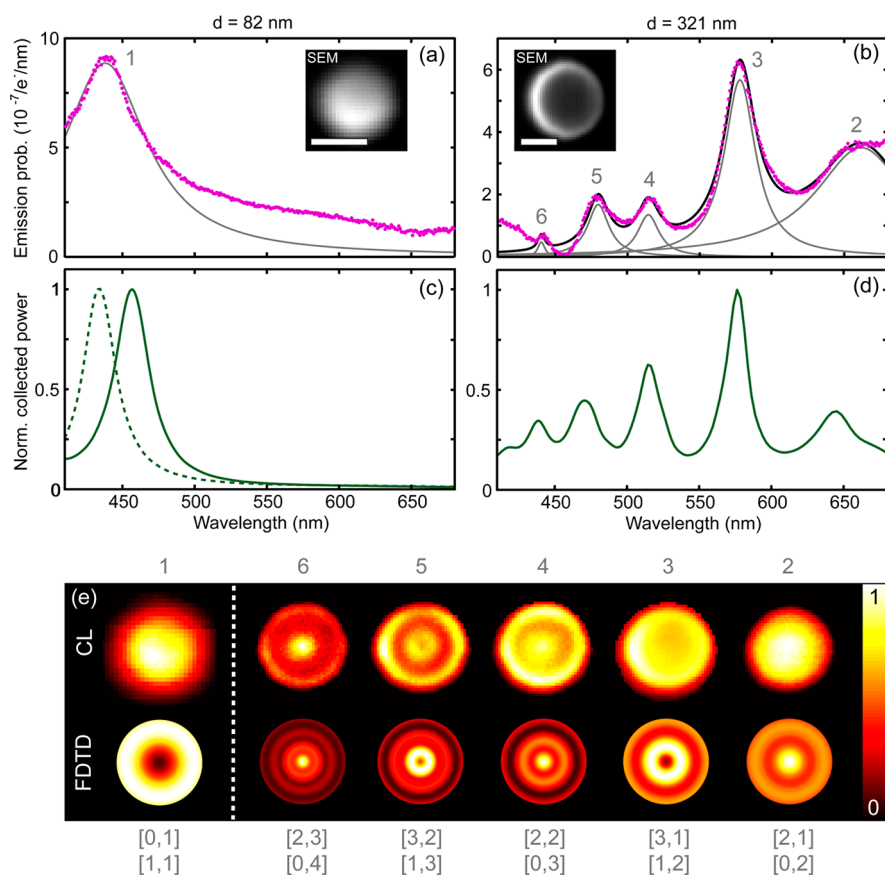 d = 82 nm
d = 321 nm
Emission prob. (10⁻⁷/e⁻/nm)
10
5
0
1
SEM
(a)
6
4
2
0
SEM
(b)
6
5
4
3
2
Norm. collected power
1
0.5
0
(c)
450 500 550 600 650
Wavelength (nm)
1
0.5
0
(d)
450 500 550 600 650
Wavelength (nm)
1 6 5 4 3 2
(e)
CL
FDTD
1
0
[0,1] [2,3] [3,2] [2,2] [3,1] [2,1]
[1,1] [0,4] [1,3] [0,3] [1,2] [0,2]